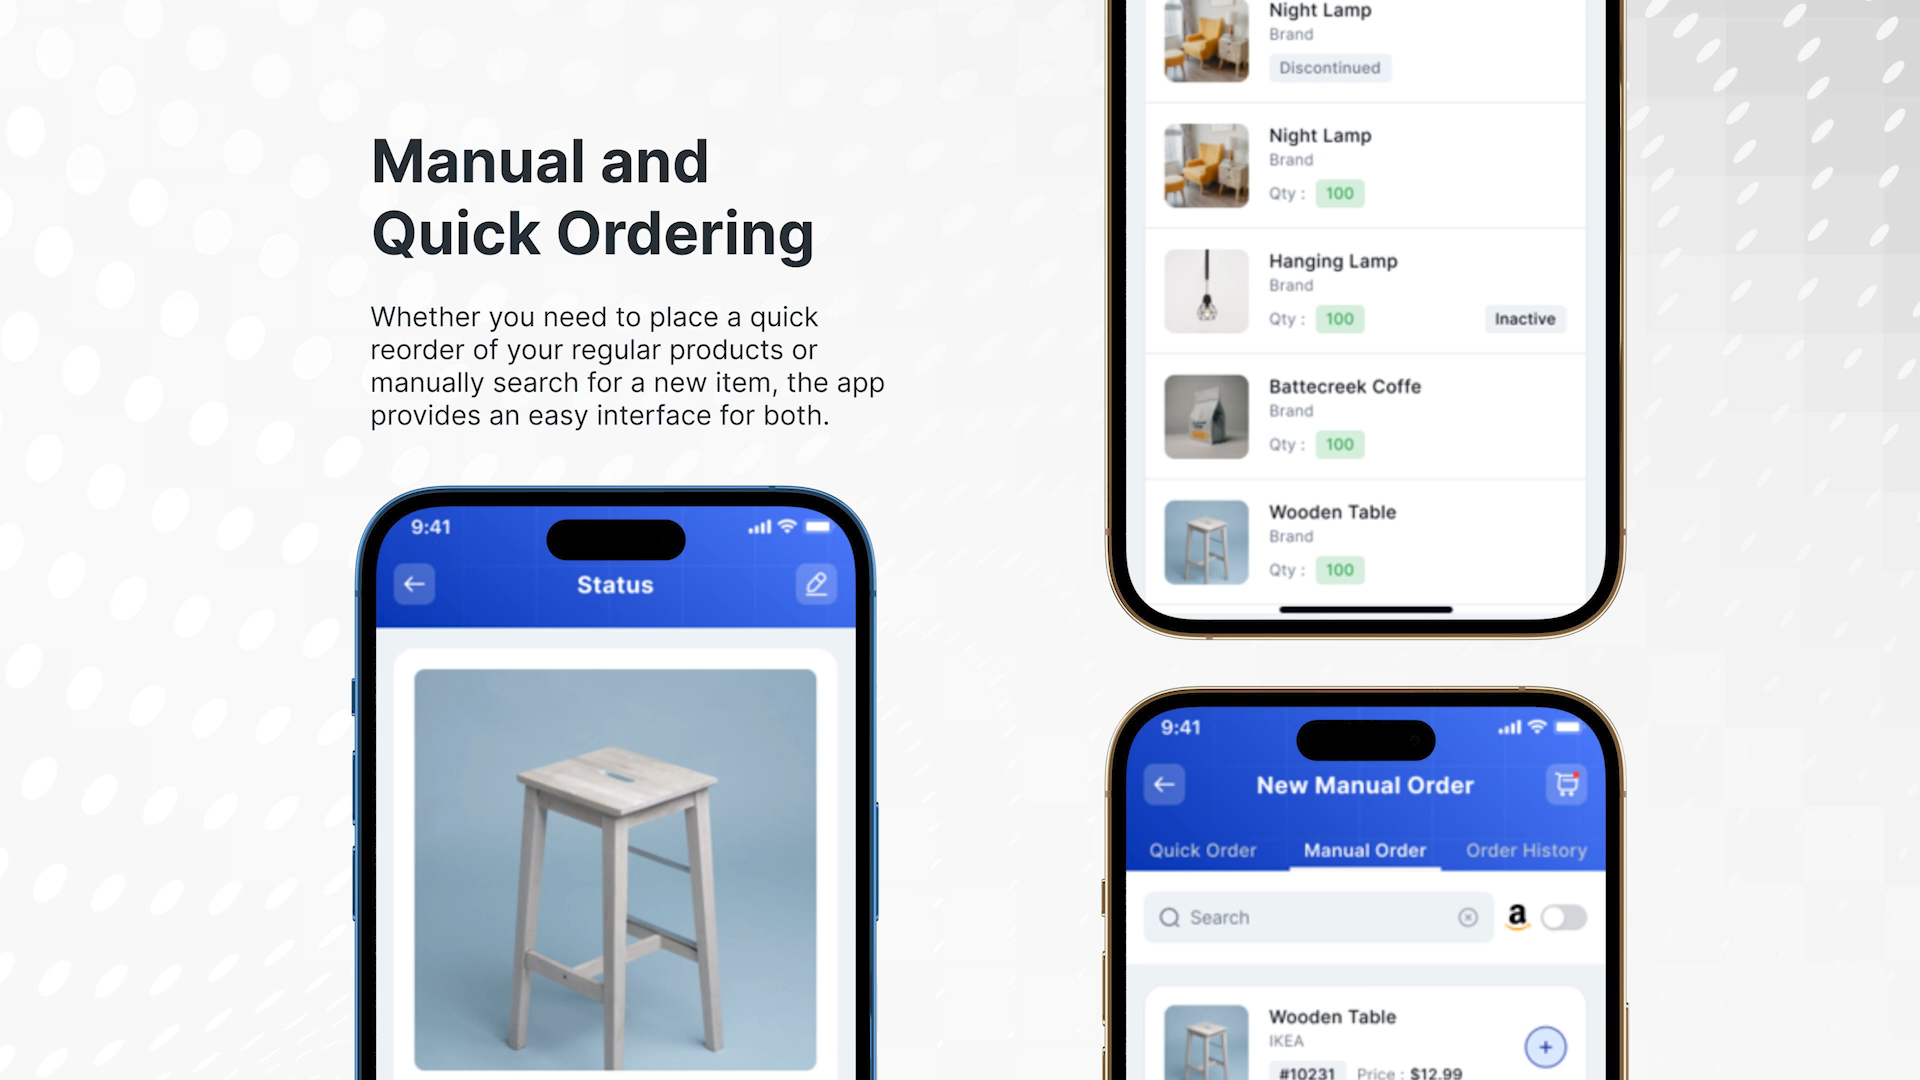 Manual and
Quick Ordering
Whether you need to place a quick
reorder of your regular products or
manually search for a new item, the app
provides an easy interface for both.
9:41
Status
Night Lamp
Brand
Discontinued
Night Lamp
Brand
Qty : 100
Hanging Lamp
Brand
Qty : 100
Inactive
Battecreek Coffe
Brand
Qty : 100
Wooden Table
Brand
Qty : 100
9:41
New Manual Order
Quick Order Manual Order Order History
Search
a
Wooden Table
IKEA
#10231 Price : $12.99